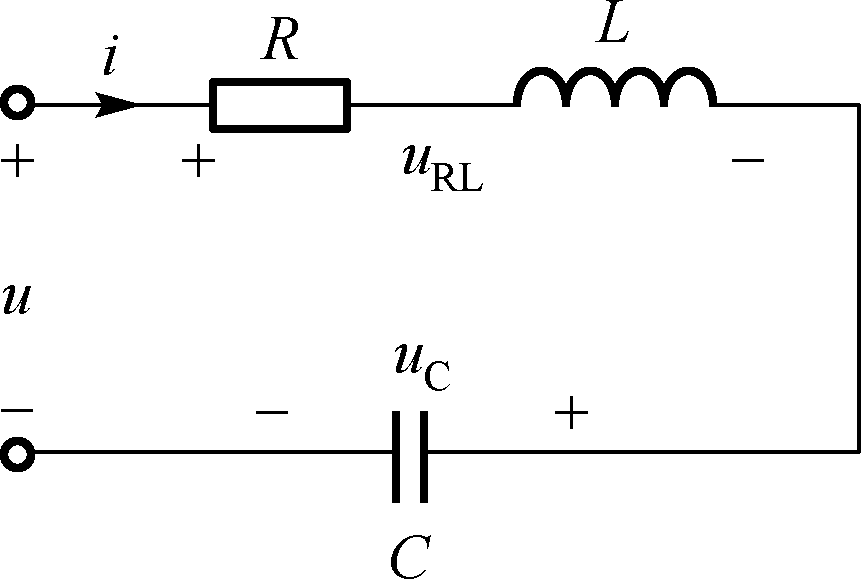 R
L
i
+ + u_RL −
u
u_C
− − +
C